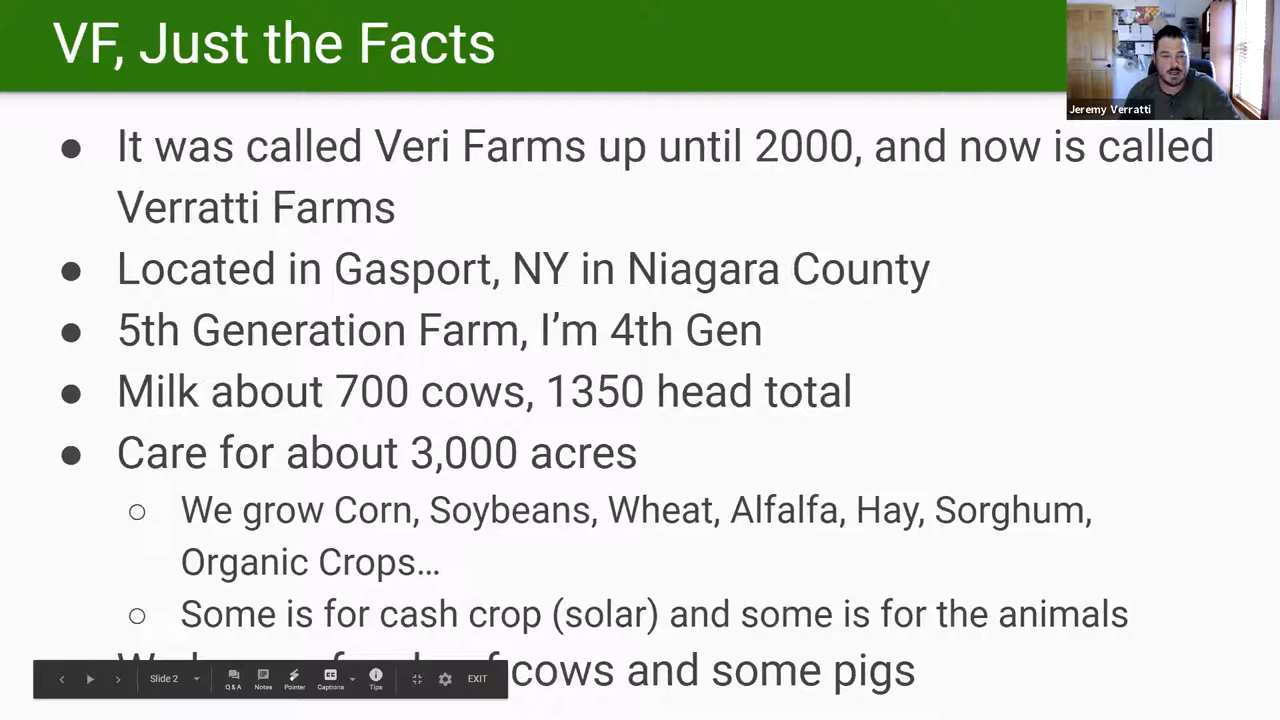 VF, Just the Facts
Jeremy Verratti
● It was called Veri Farms up until 2000, and now is called
Verratti Farms
● Located in Gasport, NY in Niagara County
● 5th Generation Farm, I’m 4th Gen
● Milk about 700 cows, 1350 head total
● Care for about 3,000 acres
○ We grow Corn, Soybeans, Wheat, Alfalfa, Hay, Sorghum,
Organic Crops…
○ Some is for cash crop (solar) and some is for the animals
cows and some pigs
Slide 2
Q & A Notes Pointer Captions Tips EXIT